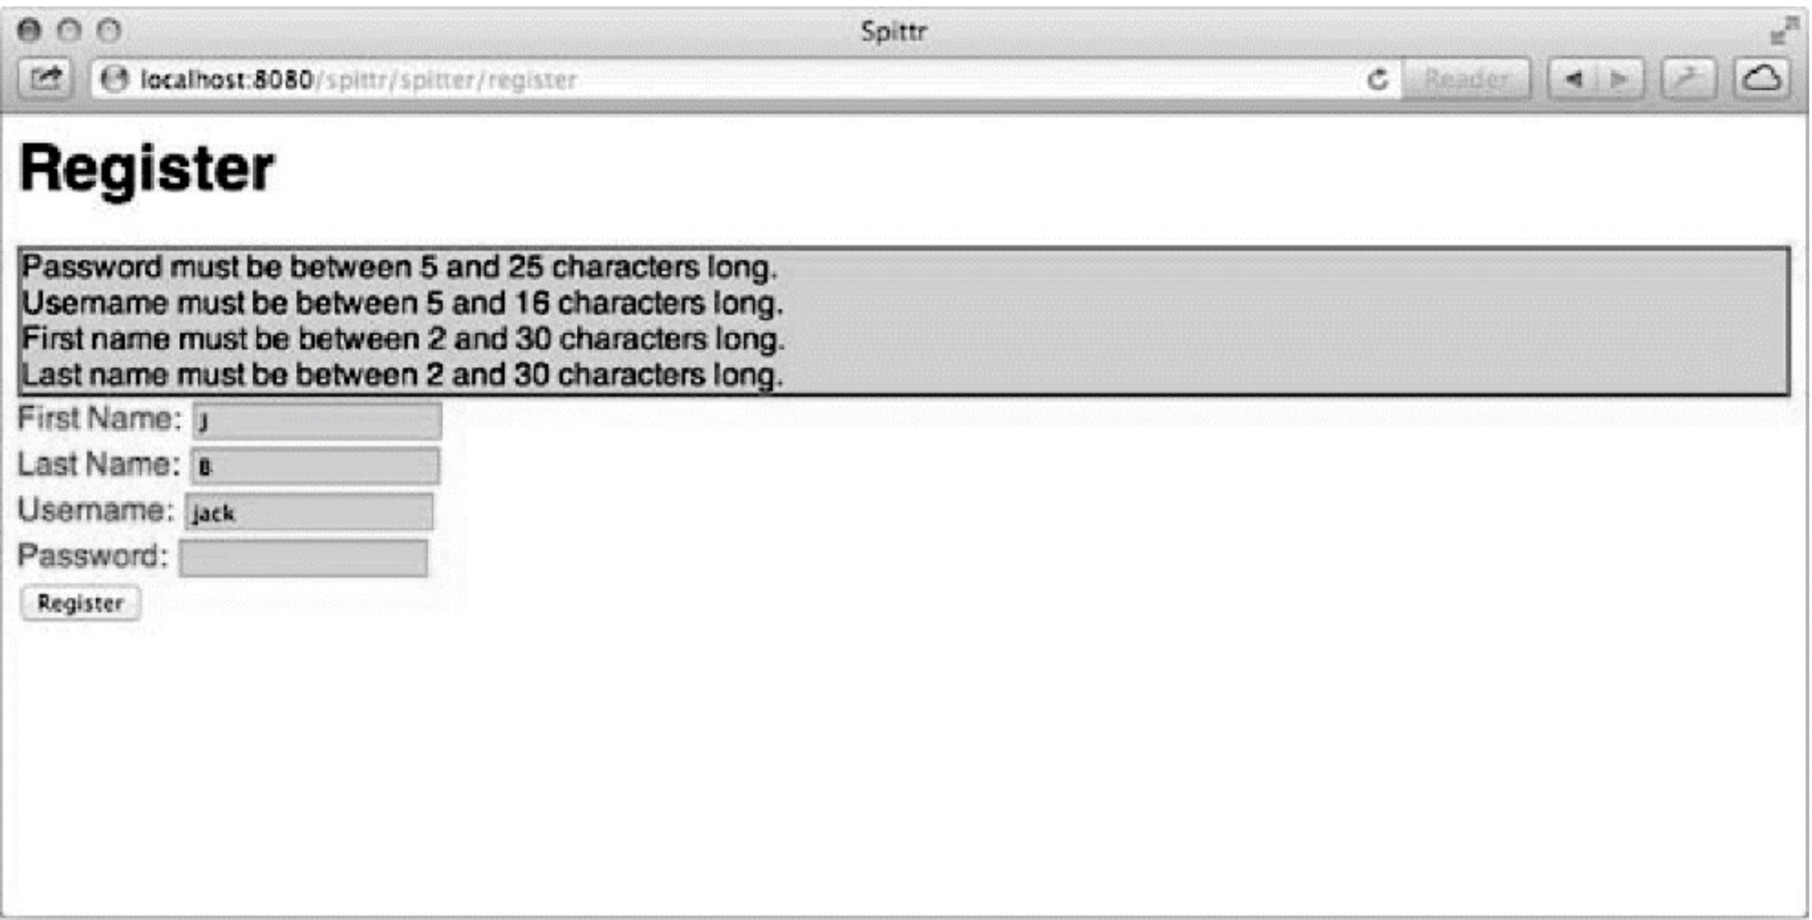 Spittr
localhost:8080/spittr/spitter/register
Reader
Register
Password must be between 5 and 25 characters long.
Username must be between 5 and 16 characters long.
First name must be between 2 and 30 characters long.
Last name must be between 2 and 30 characters long.
First Name: J
Last Name: B
Username: jack
Password:
Register